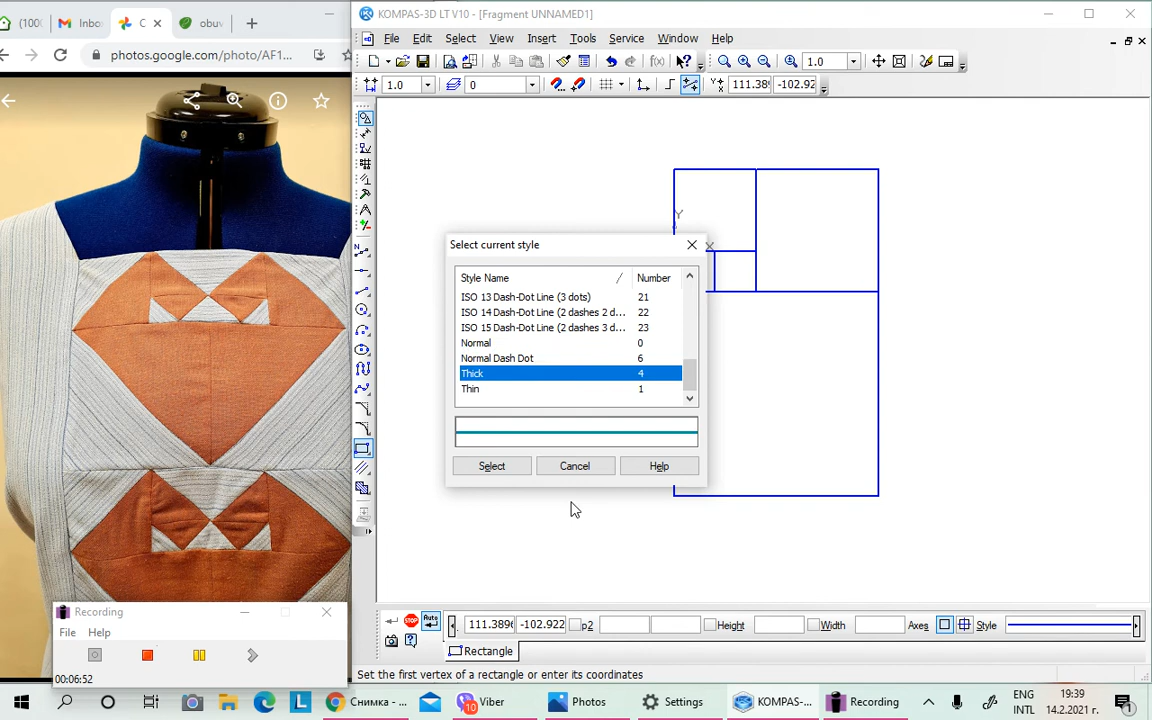 (100
Inbo
C
obuv
KOMPAS-3D LT V10 - [Fragment UNNAMED1]
photos.google.com/photo/AF1
File Edit Select View Insert Tools Service Window Help
1.0
f(x)
1.0
0
111.389 -102.92
Y
X
Select current style
Style Name / Number
ISO 13 Dash-Dot Line (3 dots) 21
ISO 14 Dash-Dot Line (2 dashes 2 d... 22
ISO 15 Dash-Dot Line (2 dashes 3 d... 23
Normal 0
Normal Dash Dot 6
Thick 4
Thin 1
Select Cancel Help
Recording
File Help
00:06:52
STOP Auto 111.389 -102.922 p2 Height Width Axes Style
Rectangle
Set the first vertex of a rectangle or enter its coordinates
Снимка - ...
Viber
10
Photos
Settings
KOMPAS-...
Recording
ENG
INTL
19:39
14.2.2021 г.
1